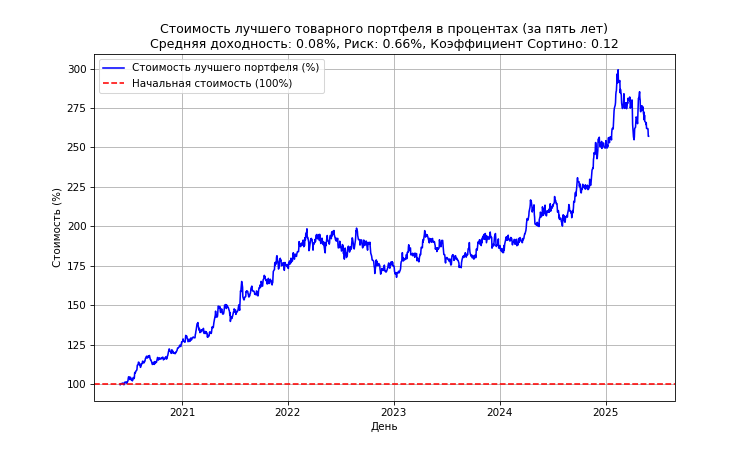 Стоимость лучшего товарного портфеля в процентах (за пять лет)
Средняя доходность: 0.08%, Риск: 0.66%, Коэффициент Сортино: 0.12
Стоимость лучшего портфеля (%)
Начальная стоимость (100%)
Стоимость (%)
300
275
250
225
200
175
150
125
100
2021
2022
2023
2024
2025
День